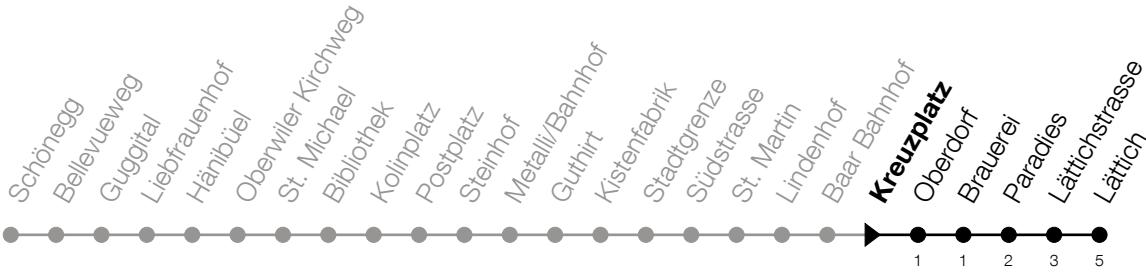 Schönegg
Bellevueweg
Guggital
Liebfrauenhof
Hänibüel
Oberwiler Kirchweg
St. Michael
Bibliothek
Kolinplatz
Postplatz
Steinhof
Metalli/Bahnhof
Guthirt
Kistenfabrik
Stadtgrenze
Südstrasse
St. Martin
Lindenhof
Baar Bahnhof
Kreuzplatz
Oberdorf
Brauerei
Paradies
Lättichstrasse
Lättich
1 1 2 3 5